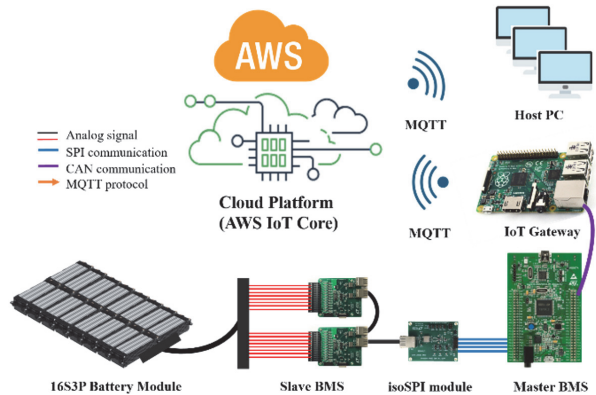 AWS
MQTT
Host PC
Analog signal
SPI communication
CAN communication
MQTT protocol
Cloud Platform
(AWS IoT Core)
MQTT
IoT Gateway
16S3P Battery Module
Slave BMS
isoSPI module
Master BMS